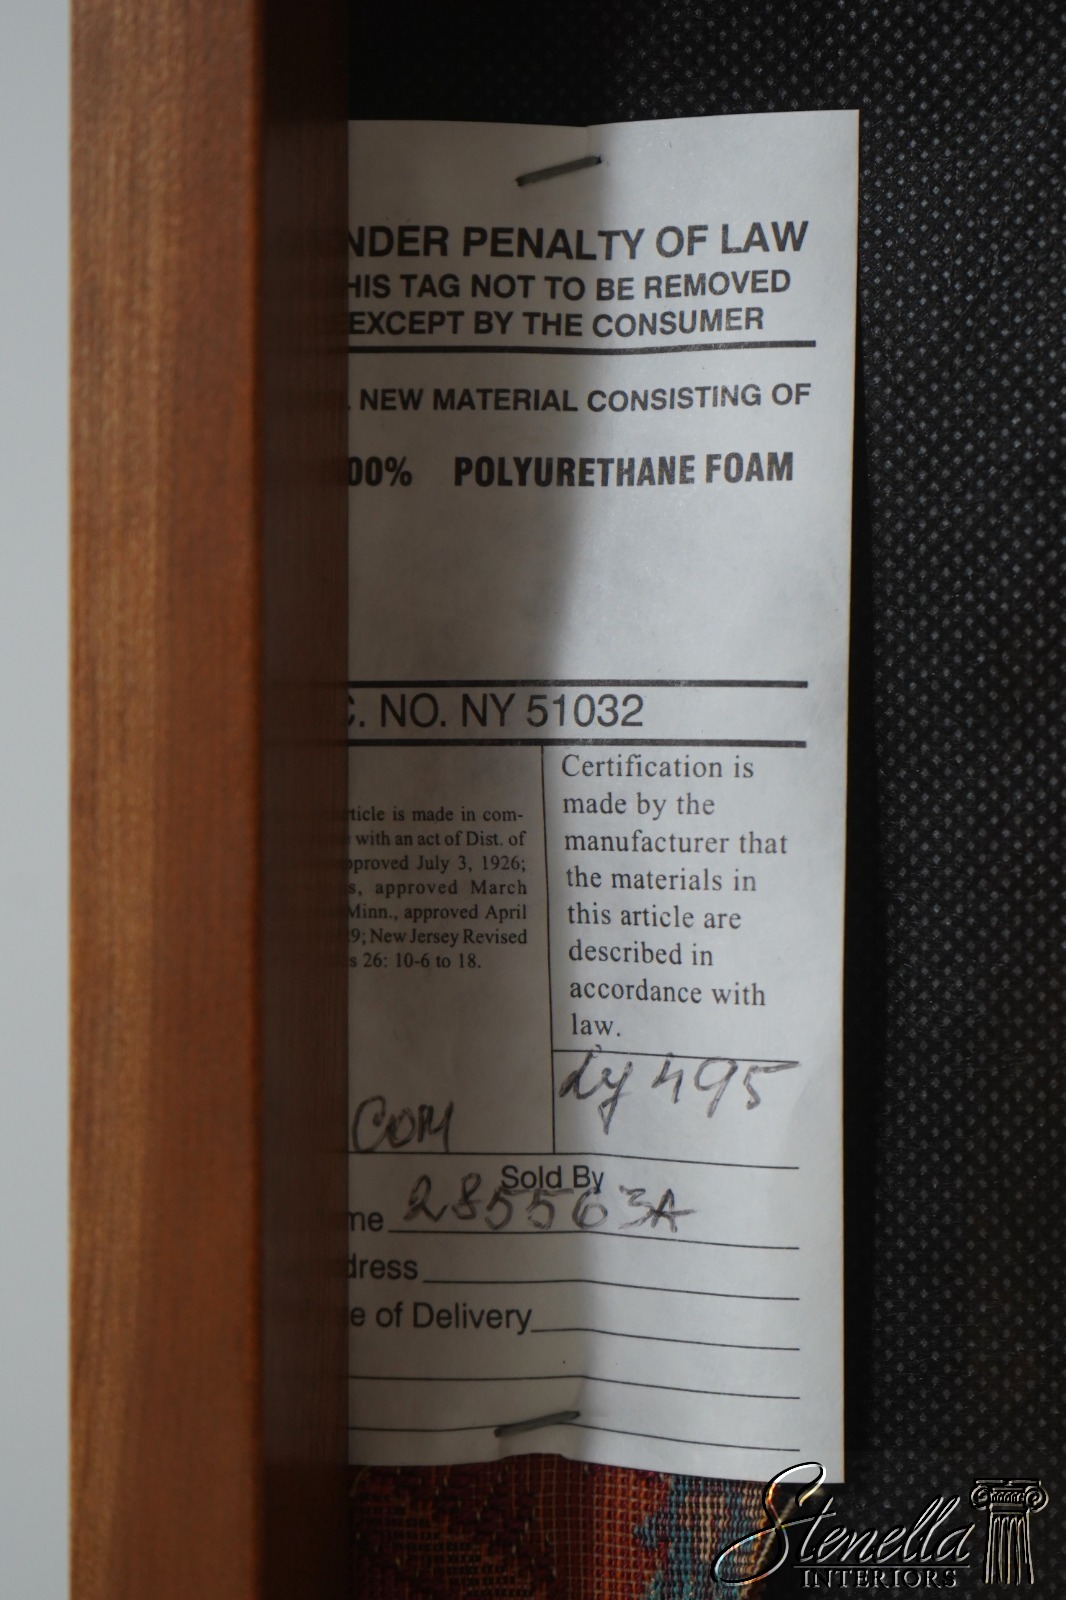 NDER PENALTY OF LAW
HIS TAG NOT TO BE REMOVED
EXCEPT BY THE CONSUMER
NEW MATERIAL CONSISTING OF
00% POLYURETHANE FOAM
C. NO. NY 51032
rticle is made in com-
with an act of Dist. of
pproved July 3, 1926;
s, approved March
Minn., approved April
9; New Jersey Revised
s 26: 10-6 to 18.
Certification is
made by the
manufacturer that
the materials in
this article are
described in
accordance with
law.
495
COM
Sold By
me 285563A
dress
e of Delivery
Stenella
INTERIORS